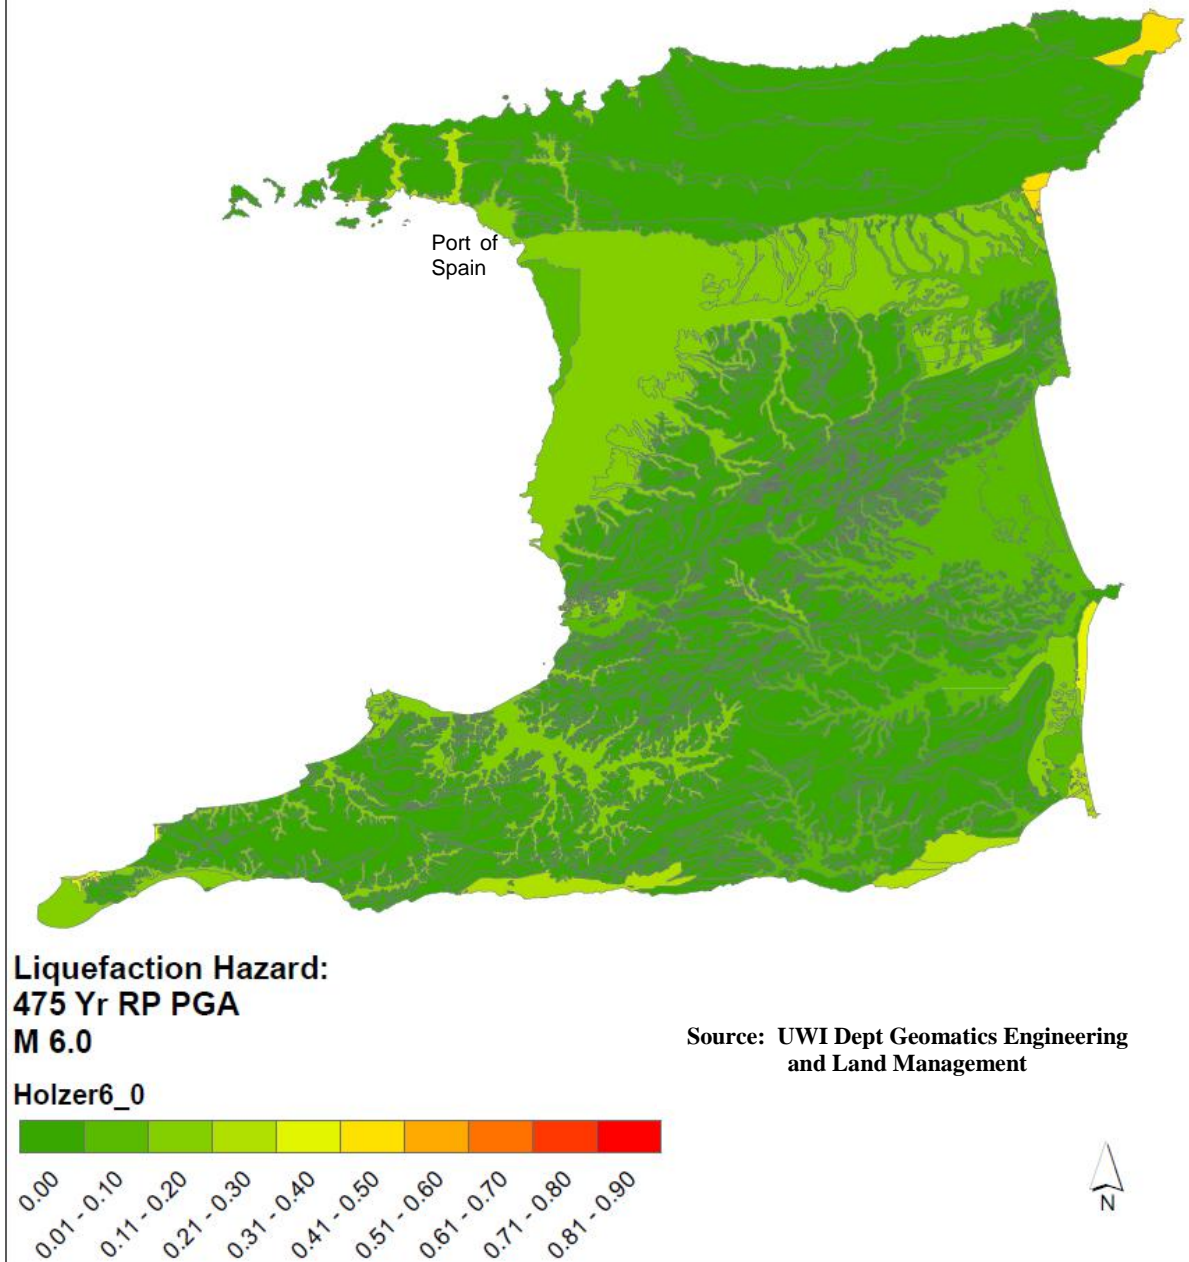 Port of
Spain
Liquefaction Hazard:
475 Yr RP PGA
M 6.0
Source: UWI Dept Geomatics Engineering
and Land Management
Holzer6_0
0.00
0.01 - 0.10
0.11 - 0.20
0.21 - 0.30
0.31 - 0.40
0.41 - 0.50
0.51 - 0.60
0.61 - 0.70
0.71 - 0.80
0.81 - 0.90
N